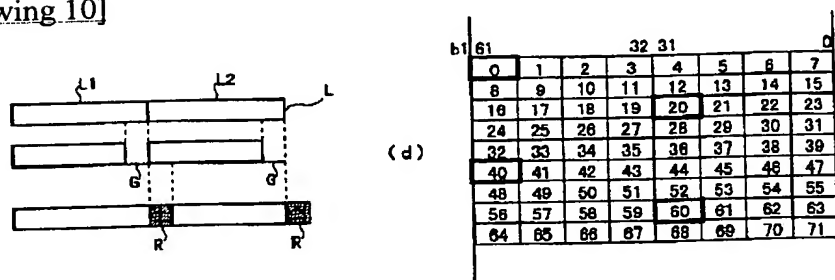 wing 10]
L1 L2 L
G G
R R
(d)
b1 61 32 31 0
0 1 2 3 4 5 6 7
8 9 10 11 12 13 14 15
16 17 18 19 20 21 22 23
24 25 26 27 28 29 30 31
32 33 34 35 36 37 38 39
40 41 42 43 44 45 46 47
48 49 50 51 52 53 54 55
56 57 58 59 60 61 62 63
64 65 66 67 68 69 70 71